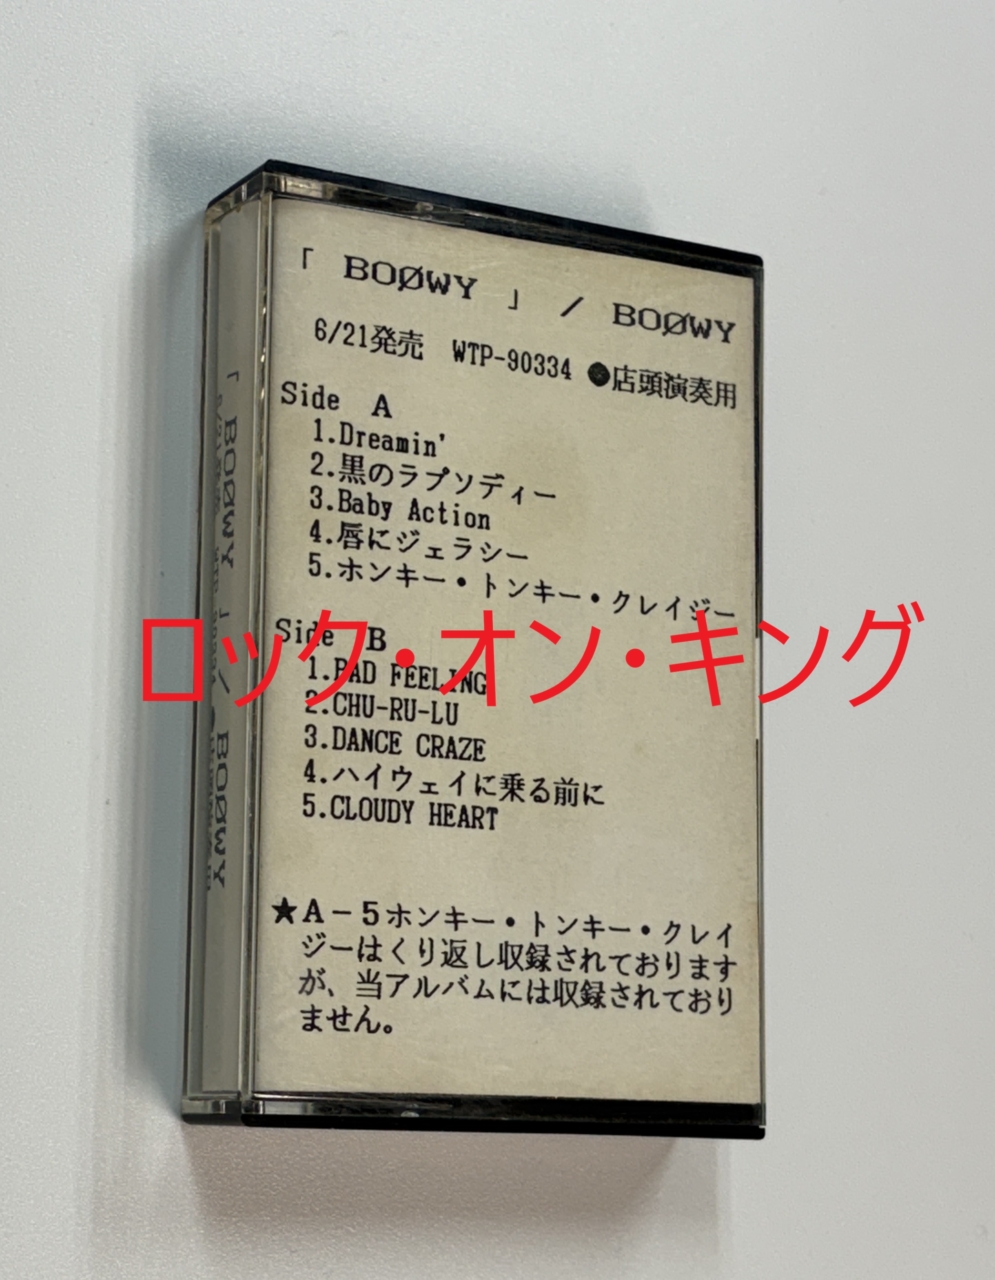 「 BOØWY 」 / BOØWY
6/21発売 WTP-90334 ●店頭演奏用
Side A
1.Dreamin'
2.黒のラプソディー
3.Baby Action
4.唇にジェラシー
5.ホンキー・トンキー・クレイジー
ロック・オン・キング
Side B
1.BAD FEELING
2.CHU-RU-LU
3.DANCE CRAZE
4.ハイウェイに乗る前に
5.CLOUDY HEART
★A-5ホンキー・トンキー・クレイ
ジーはくり返し収録されております
が、当アルバムには収録されており
ません。
「 BOØWY 」 / BOØWY